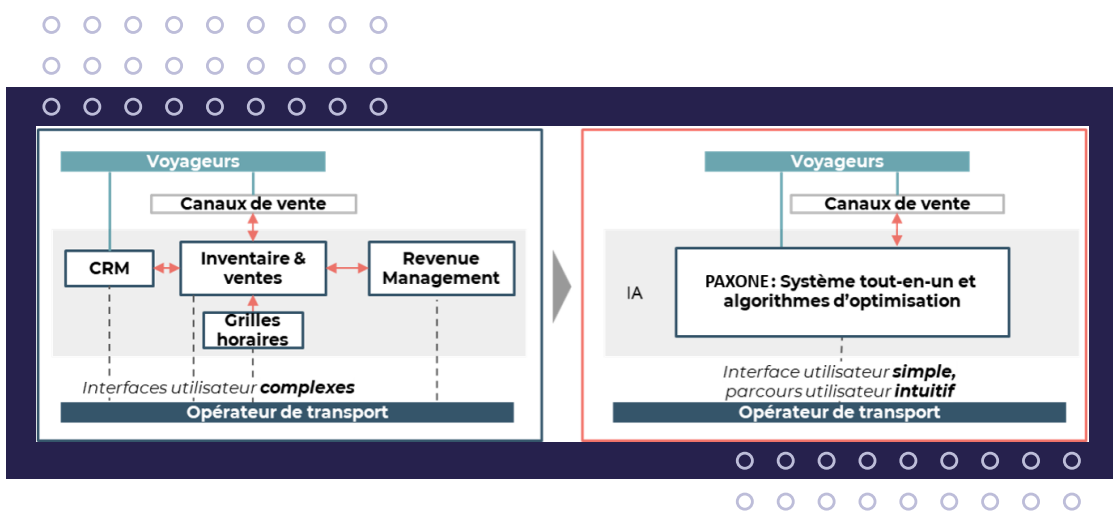 Voyageurs
Canaux de vente
CRM
Inventaire &
ventes
Revenue
Management
Grilles
horaires
Interfaces utilisateur complexes
Opérateur de transport
Voyageurs
Canaux de vente
IA
PAXONE : Système tout-en-un et
algorithmes d'optimisation
Interface utilisateur simple,
parcours utilisateur intuitif
Opérateur de transport